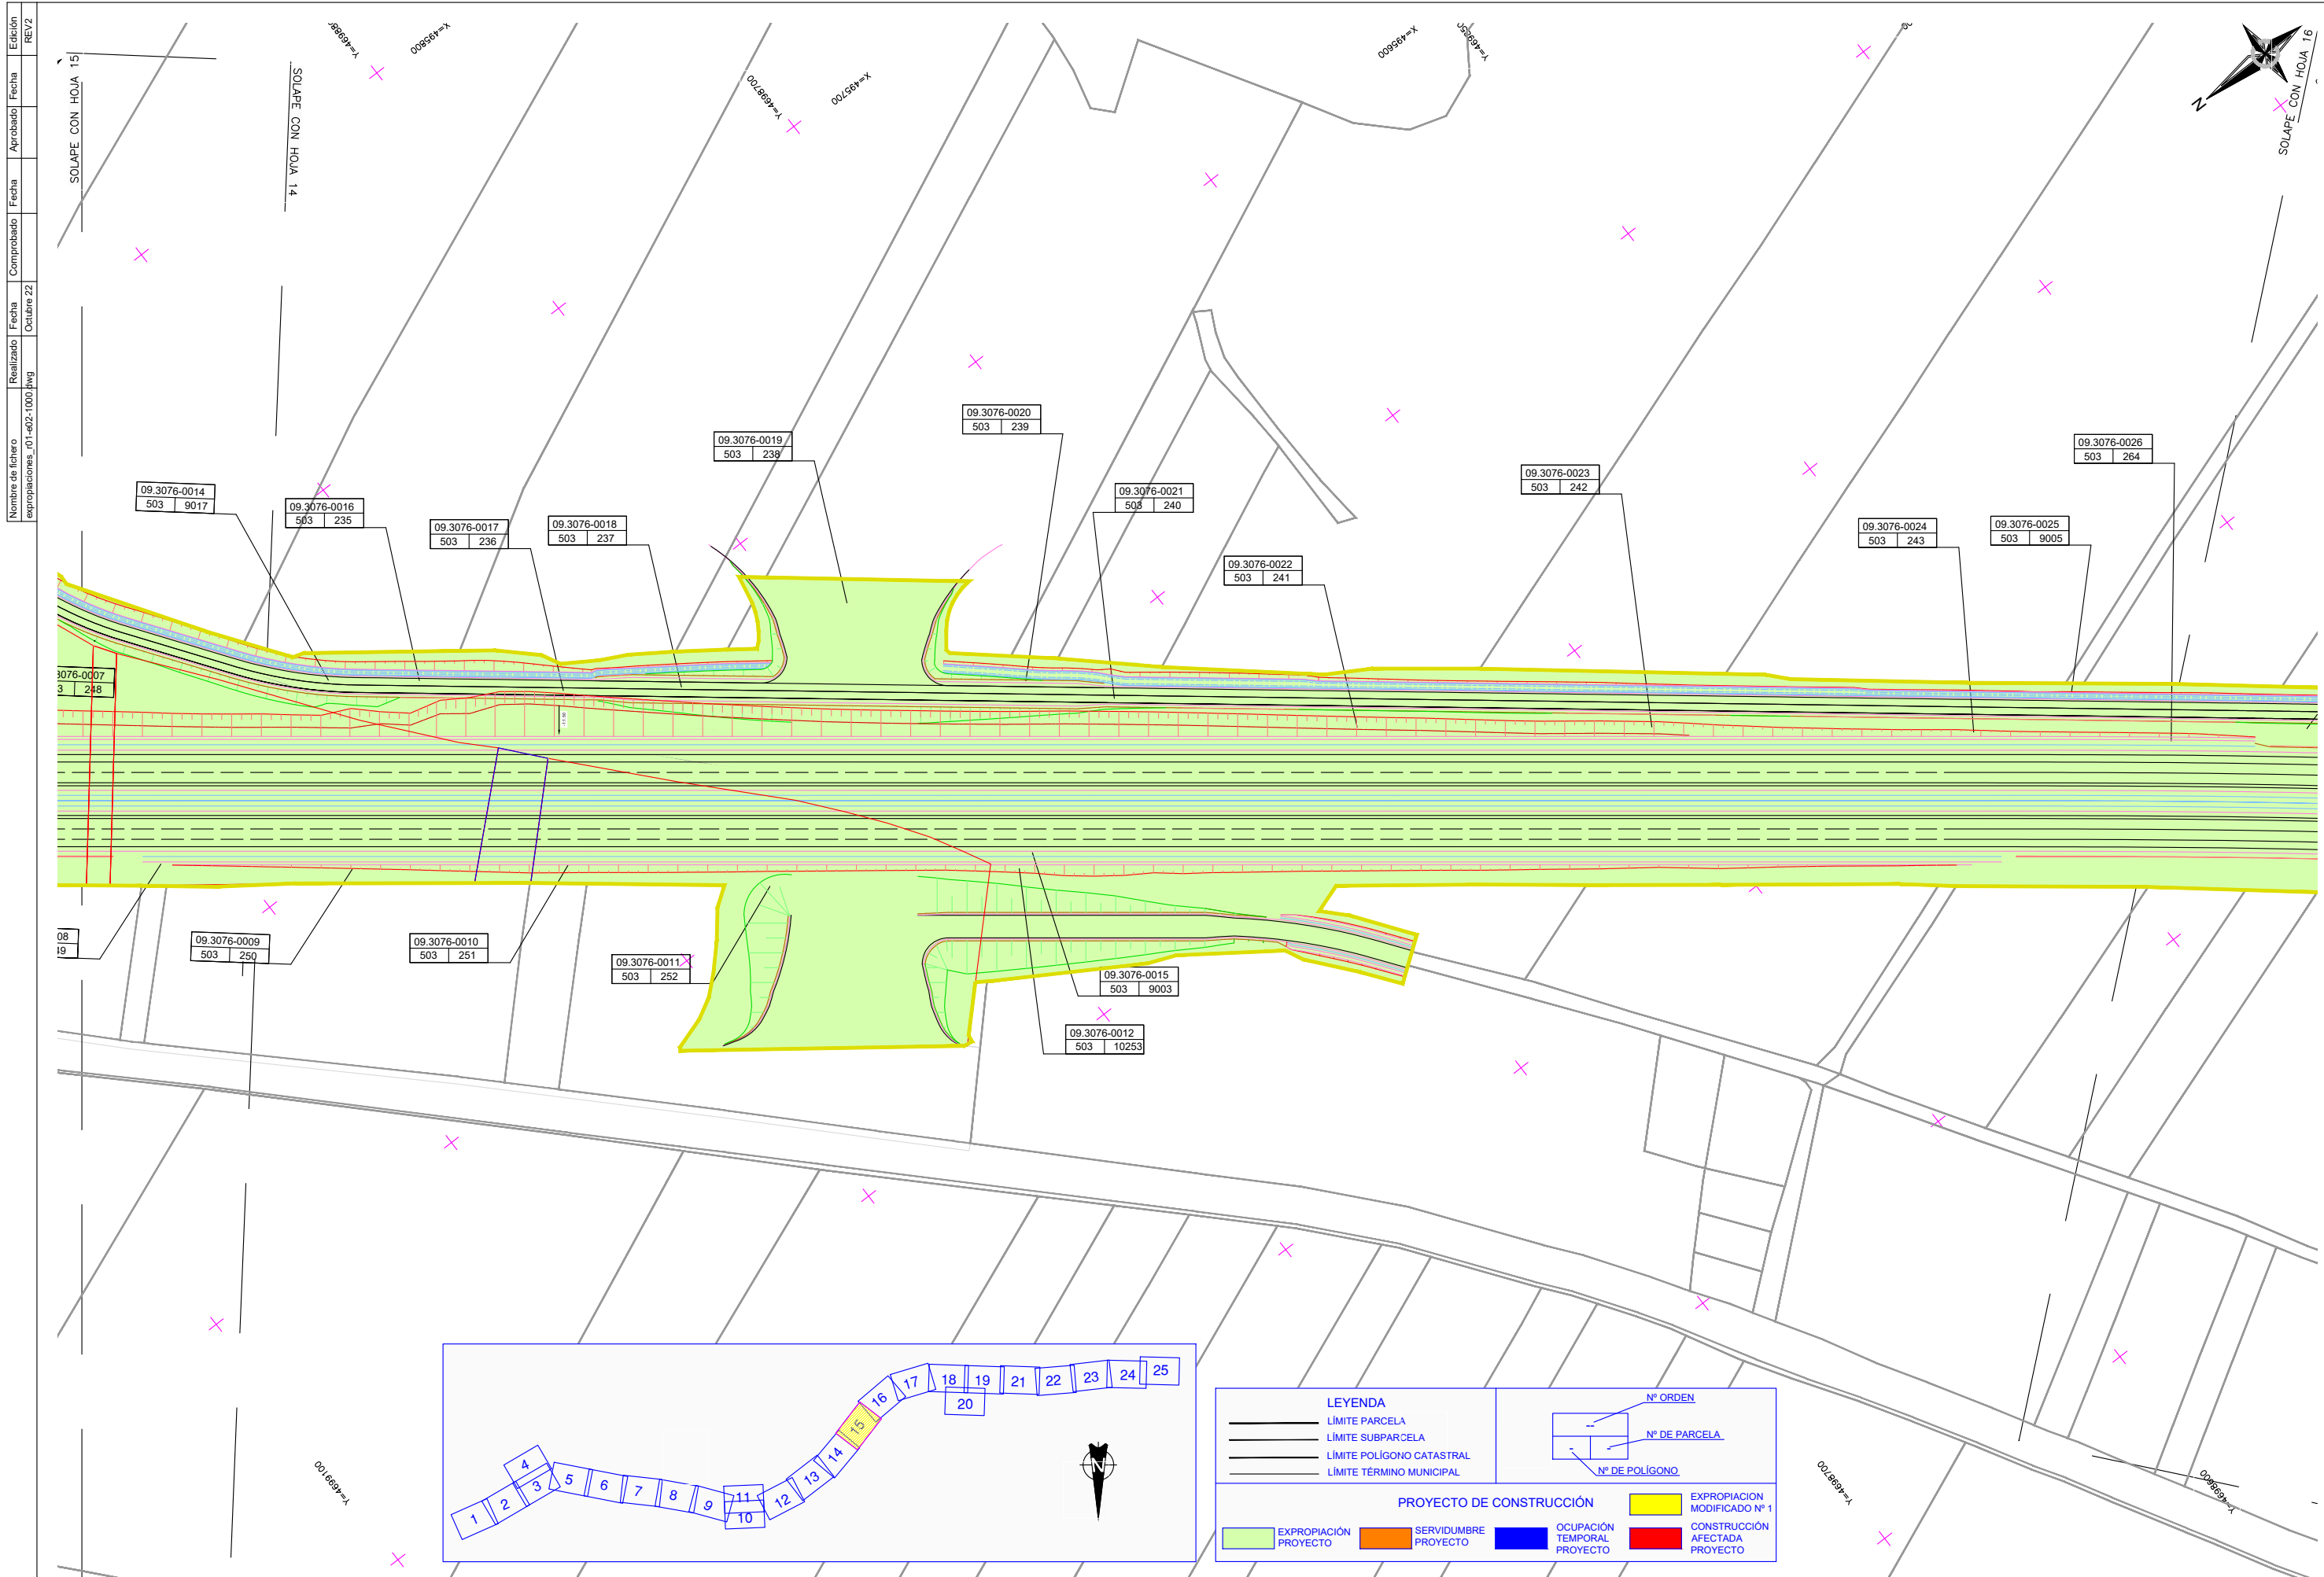 Edición
REV2
Fecha
Aprobado
Fecha
Comprobado
Fecha
Octubre 22
Realizado
Nombre de fichero
expropiaciones_r01-e02-1000.dwg
SOLAPE CON HOJA 15
SOLAPE CON HOJA 14
X=495800
Y=4698700
X=495700
X=495600
N
SOLAPE CON HOJA 16
09.3076-0014
503 9017
09.3076-0016
503 235
09.3076-0017
503 236
09.3076-0018
503 237
09.3076-0019
503 238
09.3076-0020
503 239
09.3076-0021
503 240
09.3076-0022
503 241
09.3076-0023
503 242
09.3076-0024
503 243
09.3076-0025
503 9005
09.3076-0026
503 264
3076-0007
3 248
08
49
09.3076-0009
503 250
09.3076-0010
503 251
09.3076-0011
503 252
09.3076-0015
503 9003
09.3076-0012
503 10253
Y=4699100
Y=4698700
1
2
3
4
5
6
7
8
9
11
10
12
13
14
15
16
17
18
19
20
21
22
23
24
25
N
LEYENDA
LÍMITE PARCELA
LÍMITE SUBPARCELA
LÍMITE POLÍGONO CATASTRAL
LÍMITE TÉRMINO MUNICIPAL
Nº ORDEN
--
Nº DE PARCELA
- -
Nº DE POLÍGONO
PROYECTO DE CONSTRUCCIÓN
EXPROPIACION
MODIFICADO Nº 1
EXPROPIACIÓN
PROYECTO
SERVIDUMBRE
PROYECTO
OCUPACIÓN
TEMPORAL
PROYECTO
CONSTRUCCIÓN
AFECTADA
PROYECTO